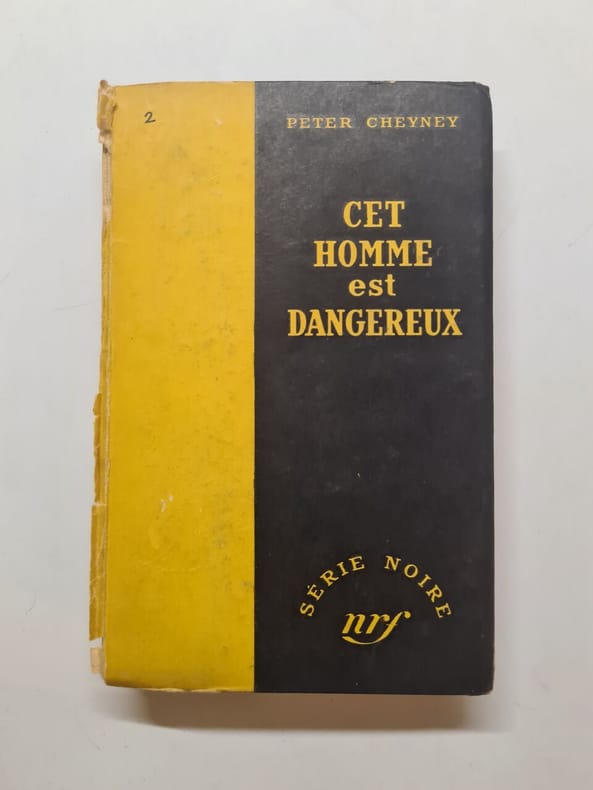 2
PETER CHEYNEY
CET
HOMME
est
DANGEREUX
SÉRIE NOIRE
nrf